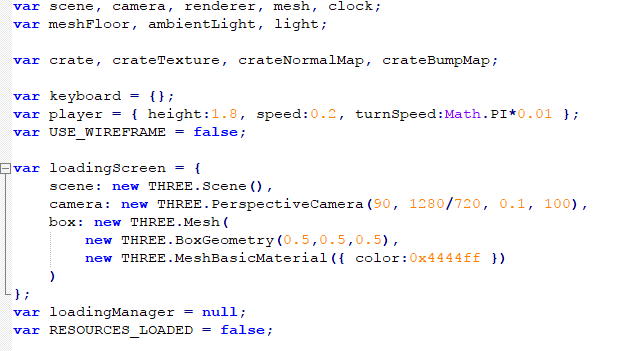 var scene, camera, renderer, mesh, clock;
var meshFloor, ambientLight, light;
var crate, crateTexture, crateNormalMap, crateBumpMap;
var keyboard = {};
var player = { height:1.8, speed:0.2, turnSpeed:Math.PI*0.01 };
var USE_WIREFRAME = false;
var loadingScreen = {
    scene: new THREE.Scene(),
    camera: new THREE.PerspectiveCamera(90, 1280/720, 0.1, 100),
    box: new THREE.Mesh(
        new THREE.BoxGeometry(0.5,0.5,0.5),
        new THREE.MeshBasicMaterial({ color:0x4444ff })
    )
};
var loadingManager = null;
var RESOURCES_LOADED = false;